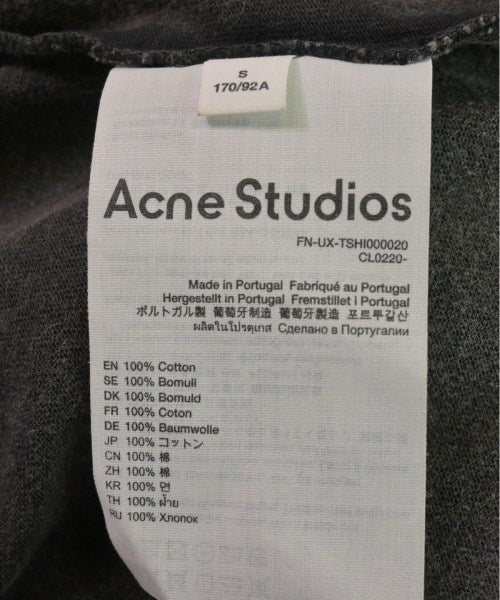 S
170/92A
Acne Studios
FN-UX-TSHI000020
CL0220-
Made in Portugal Fabriqué au Portugal
Hergestellt in Portugal Fremstillet i Portugal
ポルトガル製 葡萄牙制造 葡萄牙製造 포르투갈산
ผลิตในโปรตุเกส Сделано в Португалии
EN 100% Cotton
SE 100% Bomull
DK 100% Bomuld
FR 100% Coton
DE 100% Baumwolle
JP 100% コットン
CN 100% 棉
ZH 100% 棉
KR 100% 면
TH 100% ฝ้าย
RU 100% Хлопок